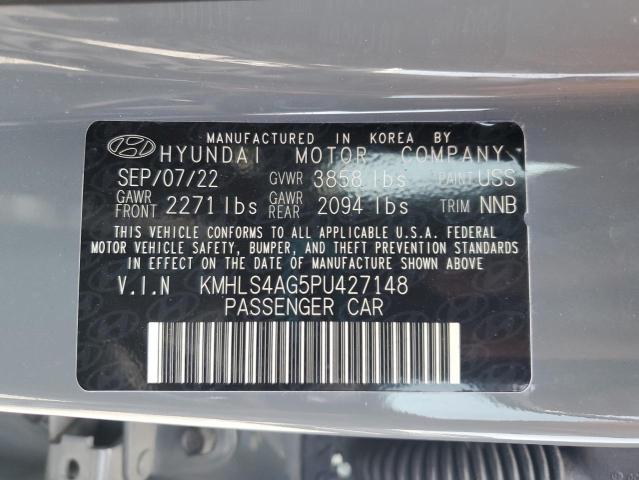 MANUFACTURED IN KOREA BY
HYUNDAI MOTOR COMPANY
SEP/07/22 GVWR 3858 lbs PAINT USS
GAWR FRONT 2271 lbs GAWR REAR 2094 lbs TRIM NNB
THIS VEHICLE CONFORMS TO ALL APPLICABLE U.S.A. FEDERAL
MOTOR VEHICLE SAFETY, BUMPER, AND THEFT PREVENTION STANDARDS
IN EFFECT ON THE DATE OF MANUFACTURE SHOWN ABOVE.
V.I.N KMHLS4AG5PU427148
PASSENGER CAR